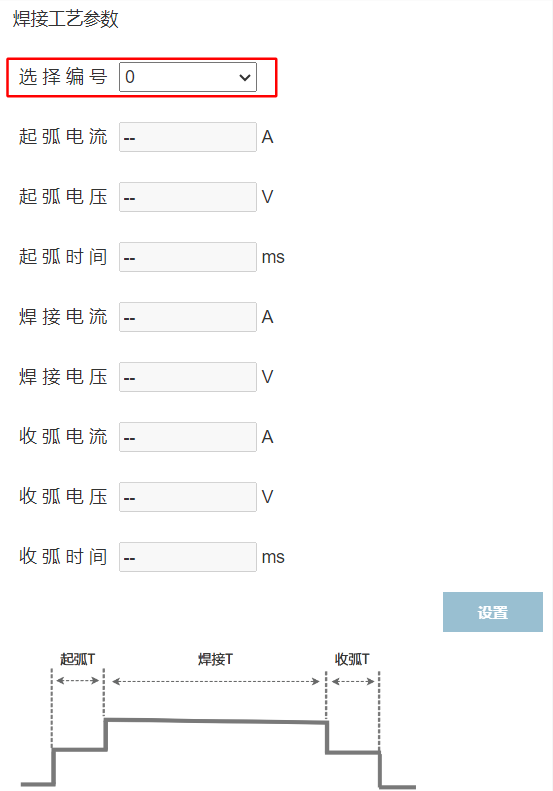 焊接工艺参数
选择编号 0
起弧电流 -- A
起弧电压 -- V
起弧时间 -- ms
焊接电流 -- A
焊接电压 -- V
收弧电流 -- A
收弧电压 -- V
收弧时间 -- ms
设置
起弧T 焊接T 收弧T